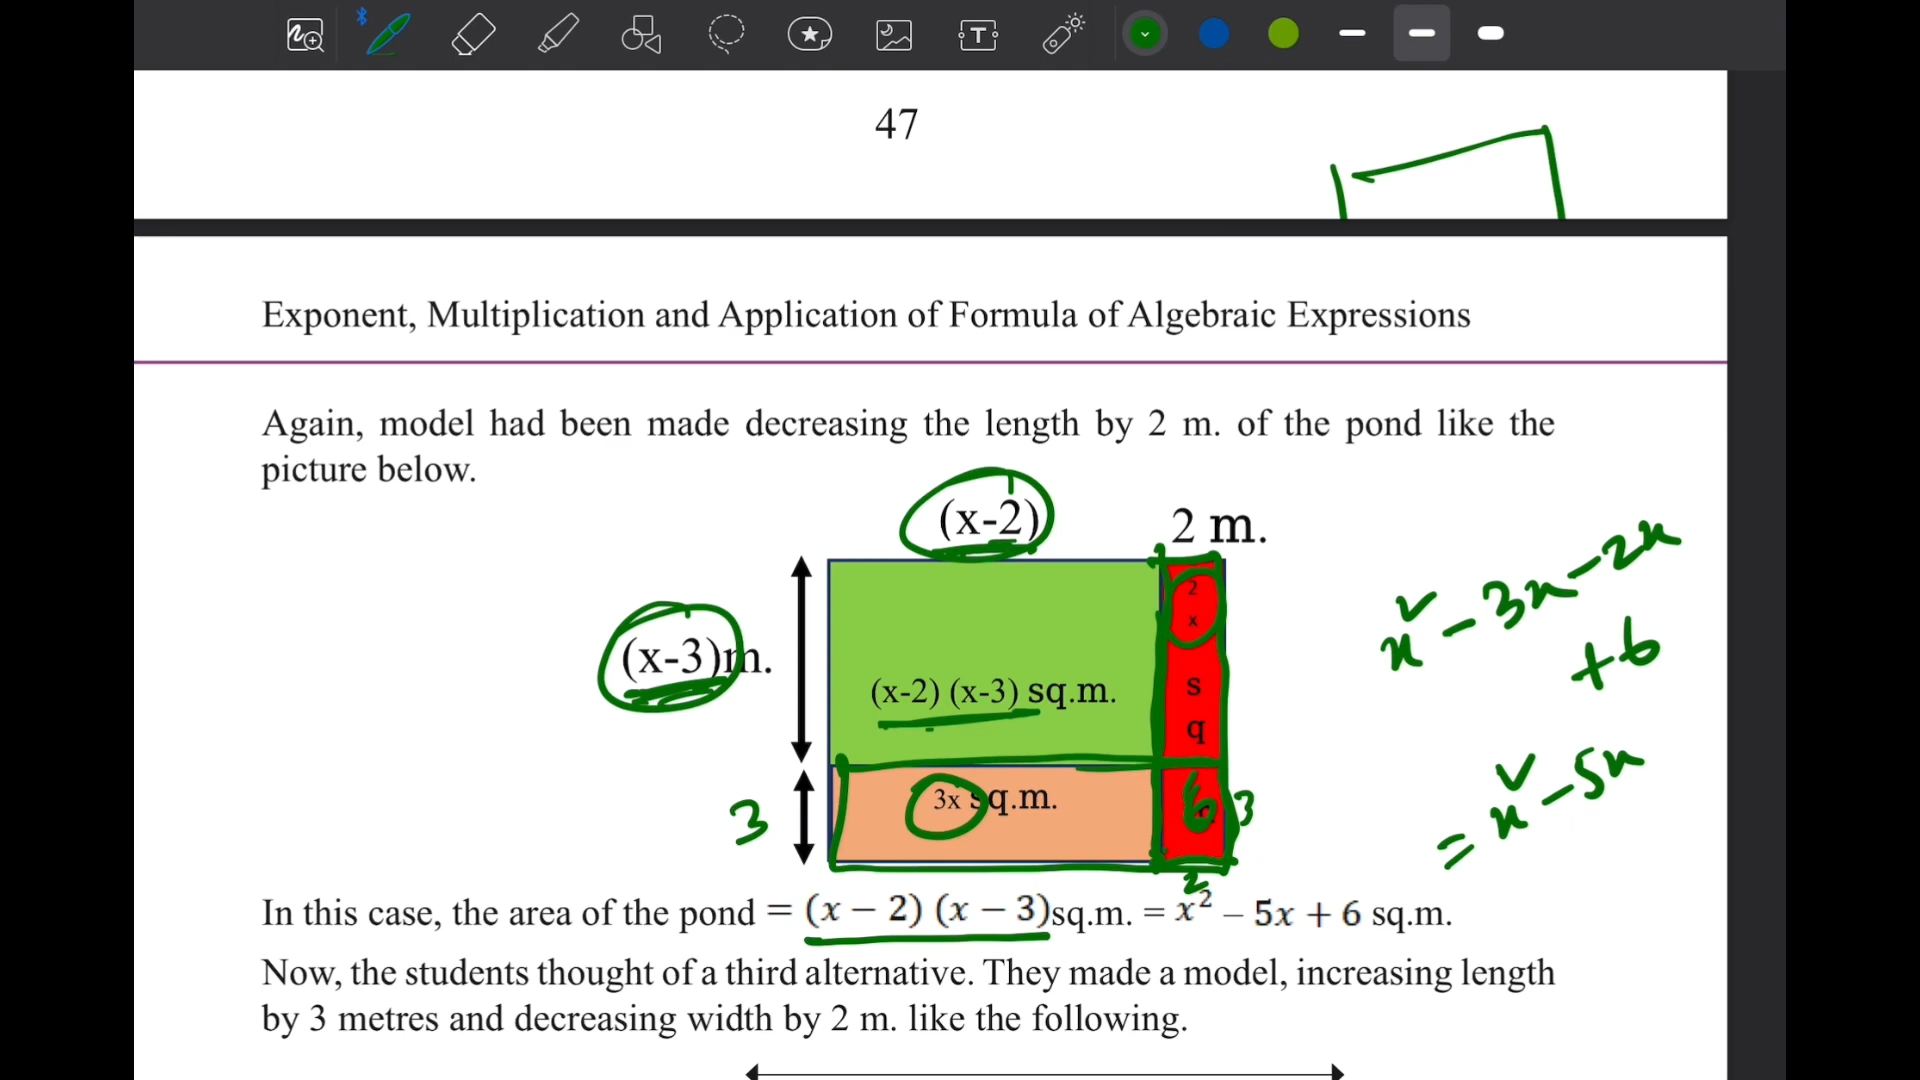 47
Exponent, Multiplication and Application of Formula of Algebraic Expressions
Again, model had been made decreasing the length by 2 m. of the pond like the
picture below.
(x-2)
2 m.
x² - 3x - 2x
+6
2
x
s
q
(x-3)m.
(x-2) (x-3) sq.m.
= x² - 5x
3
3x sq.m.
6
3
2
In this case, the area of the pond = (x − 2) (x − 3)sq.m. = x² – 5x + 6 sq.m.
Now, the students thought of a third alternative. They made a model, increasing length
by 3 metres and decreasing width by 2 m. like the following.